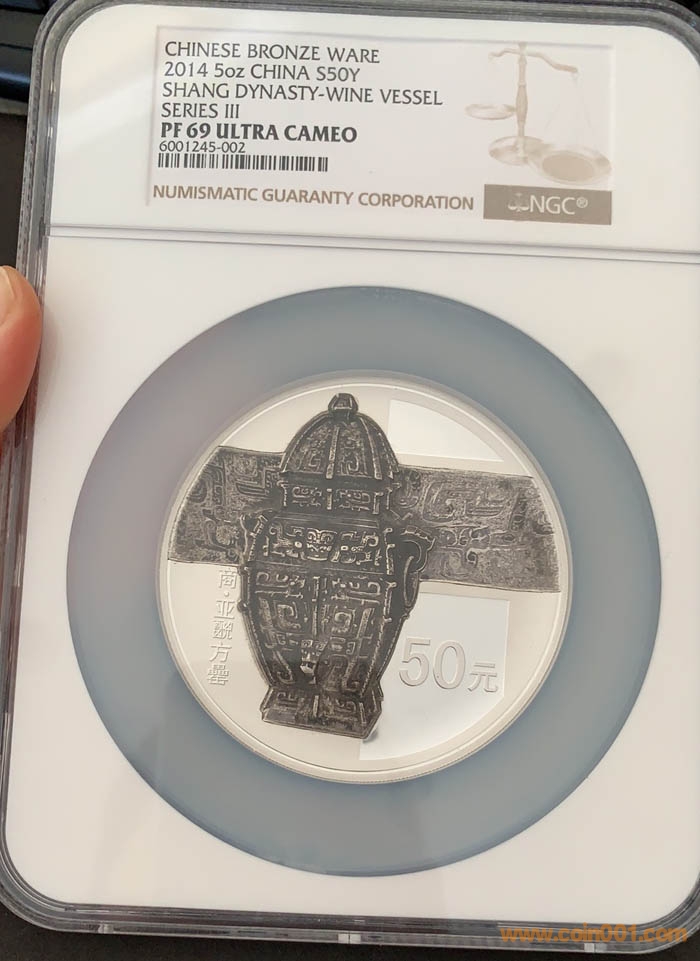 CHINESE BRONZE WARE
2014 5oz CHINA S50Y
SHANG DYNASTY-WINE VESSEL
SERIES III
PF 69 ULTRA CAMEO
6001245-002
NUMISMATIC GUARANTY CORPORATION
NGC®
商·亚䣄方罍
50元
www.coin001.com